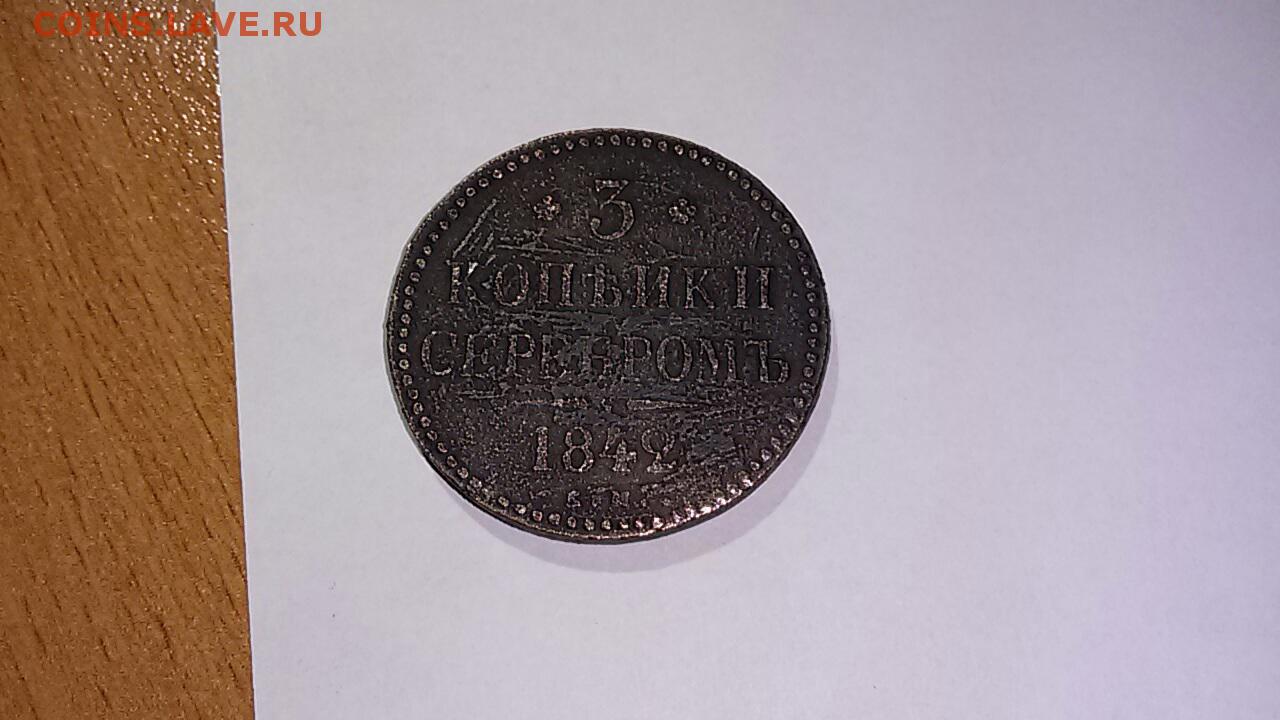 COINS.LAVE.RU
3
КОПѢЙКИ
СЕРЕБРОМЪ
1842